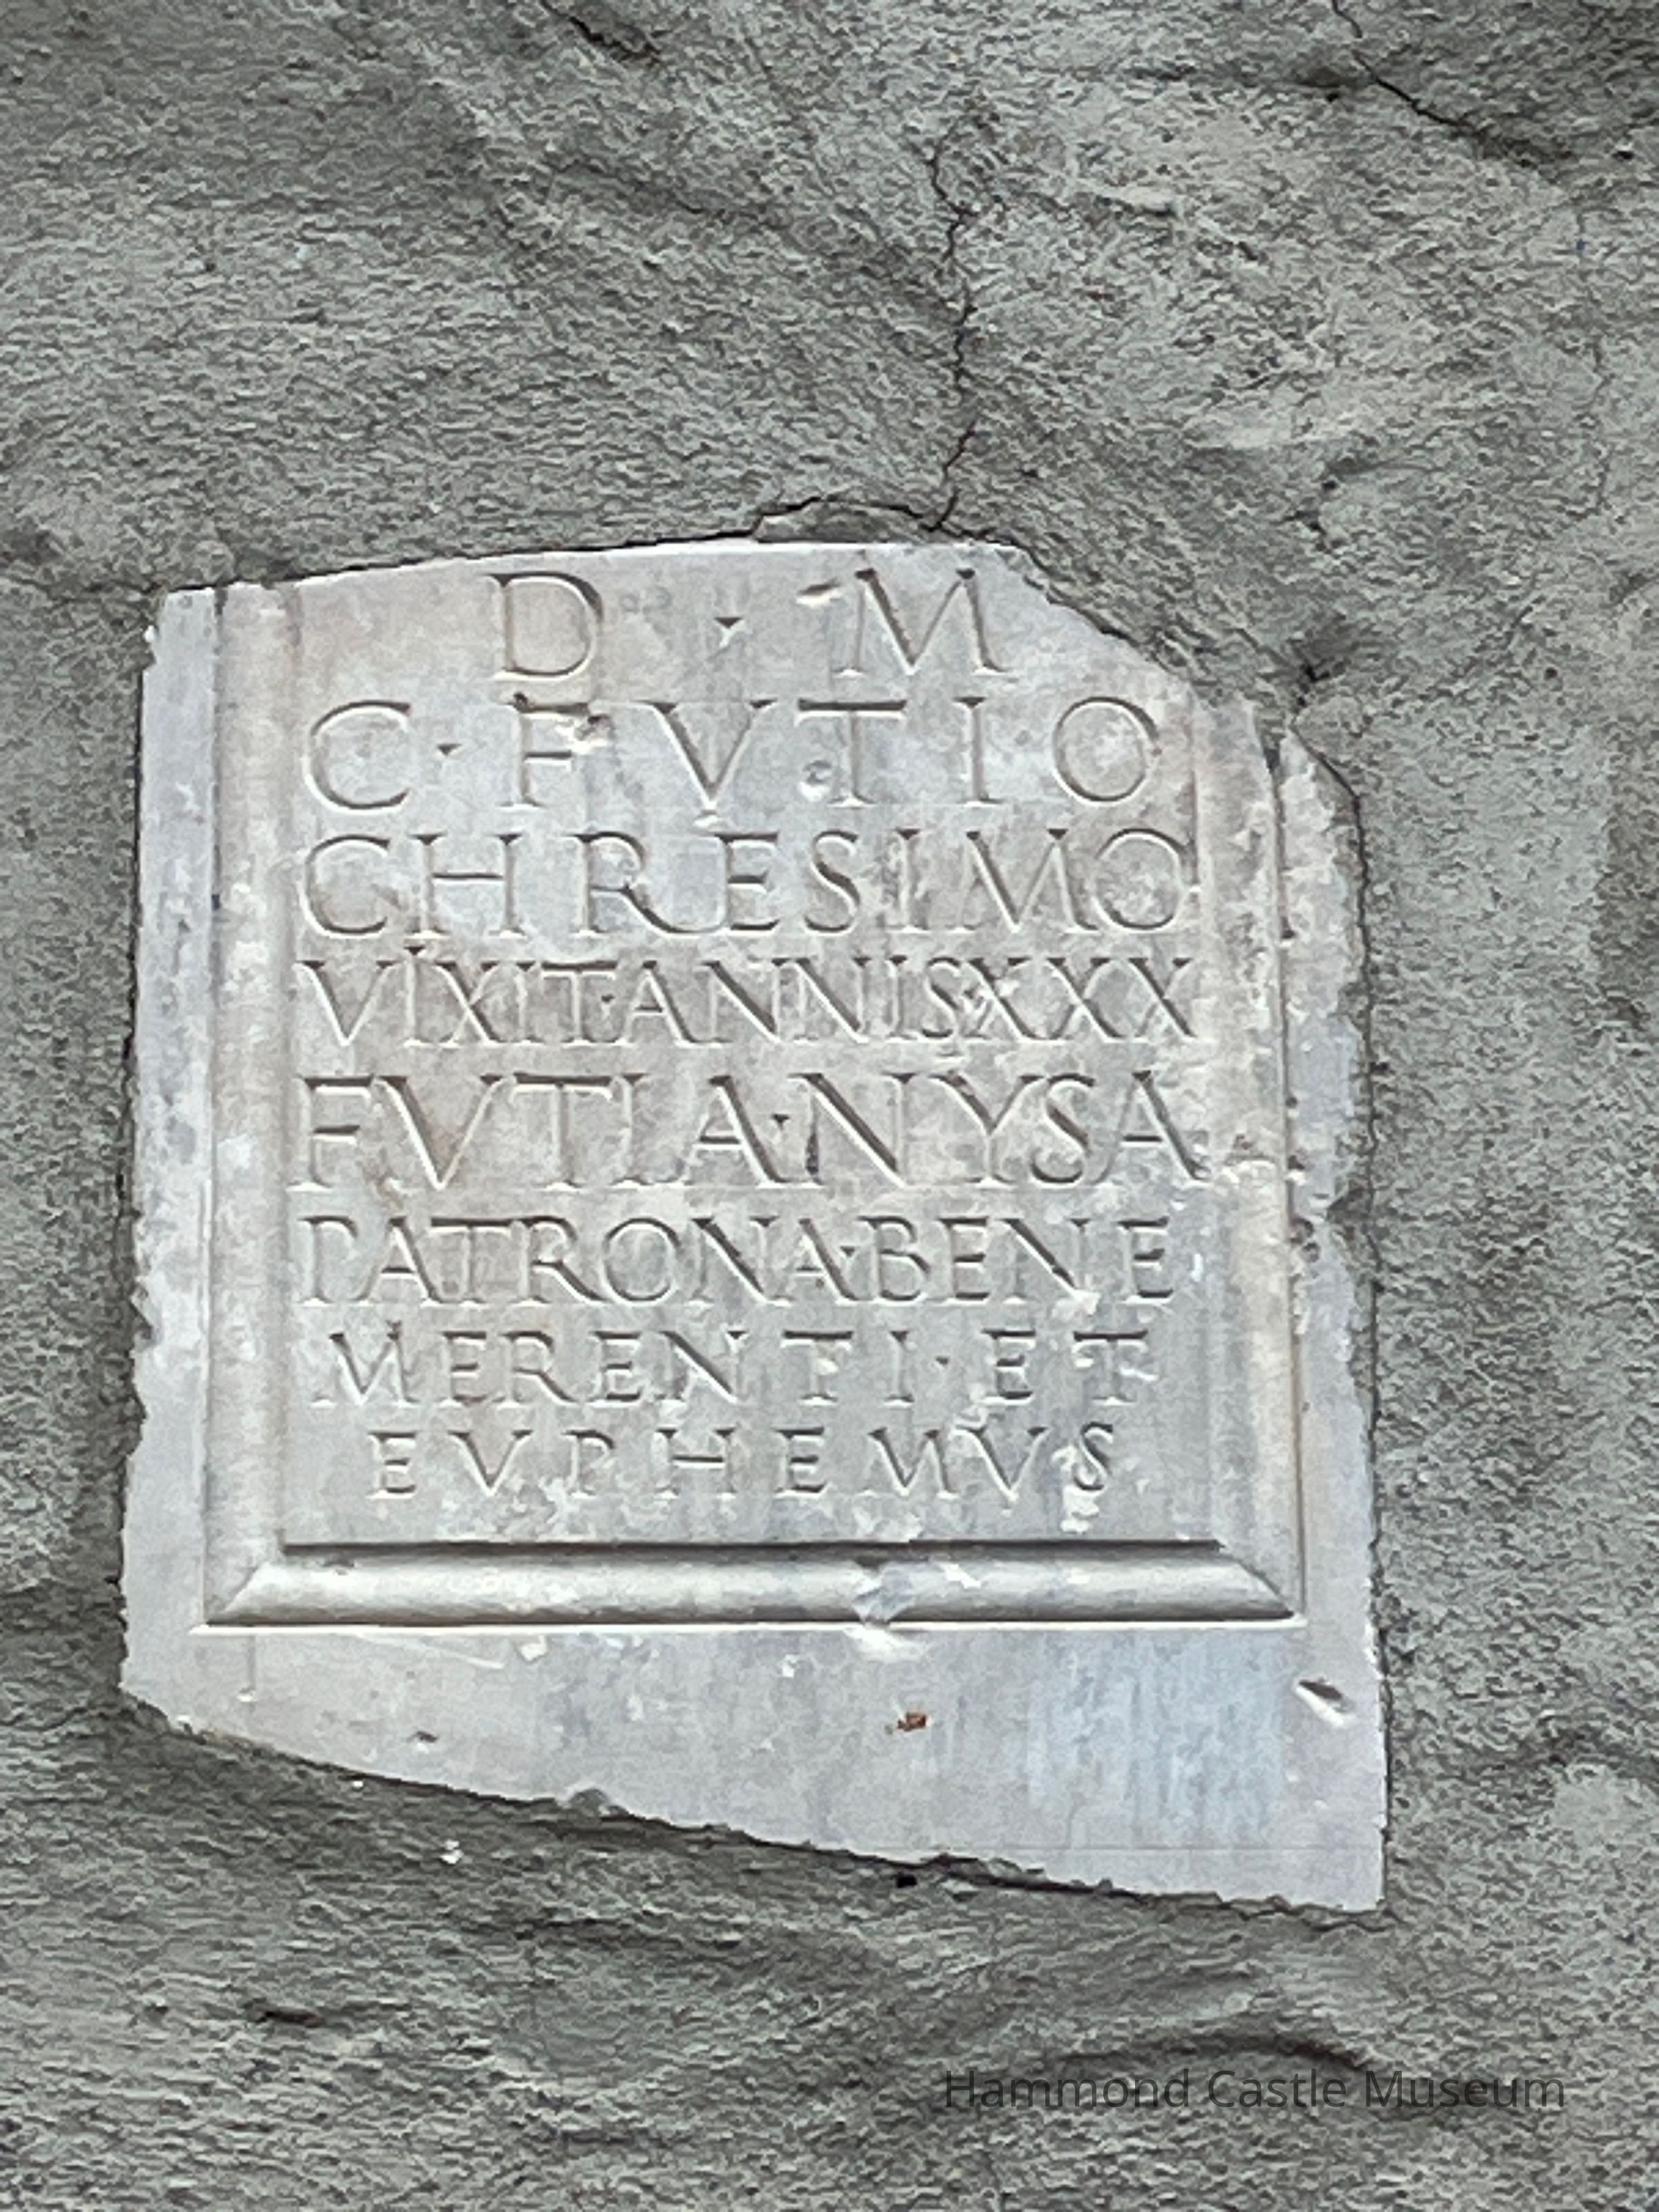 D · M
C · FVTIO
CHRESIMO
VIXIT·ANNIS·XXX
FVTIA·NYSA
PATRONA·BENE
MERENTI·ET
EVPHEMVS
Hammond Castle Museum